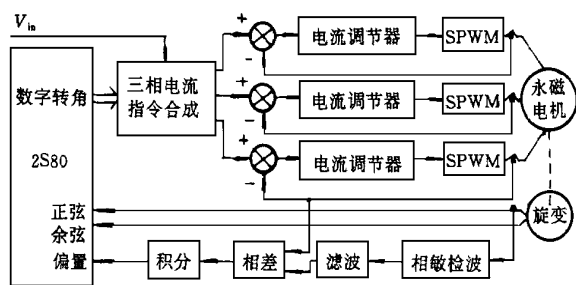 V_in
+
电流调节器
SPWM
-
三相电流
指令合成
数字转角
+
电流调节器
SPWM
-
永磁
电机
2S80
+
电流调节器
SPWM
-
正弦
余弦
偏置
旋变
积分
相差
滤波
相敏检波